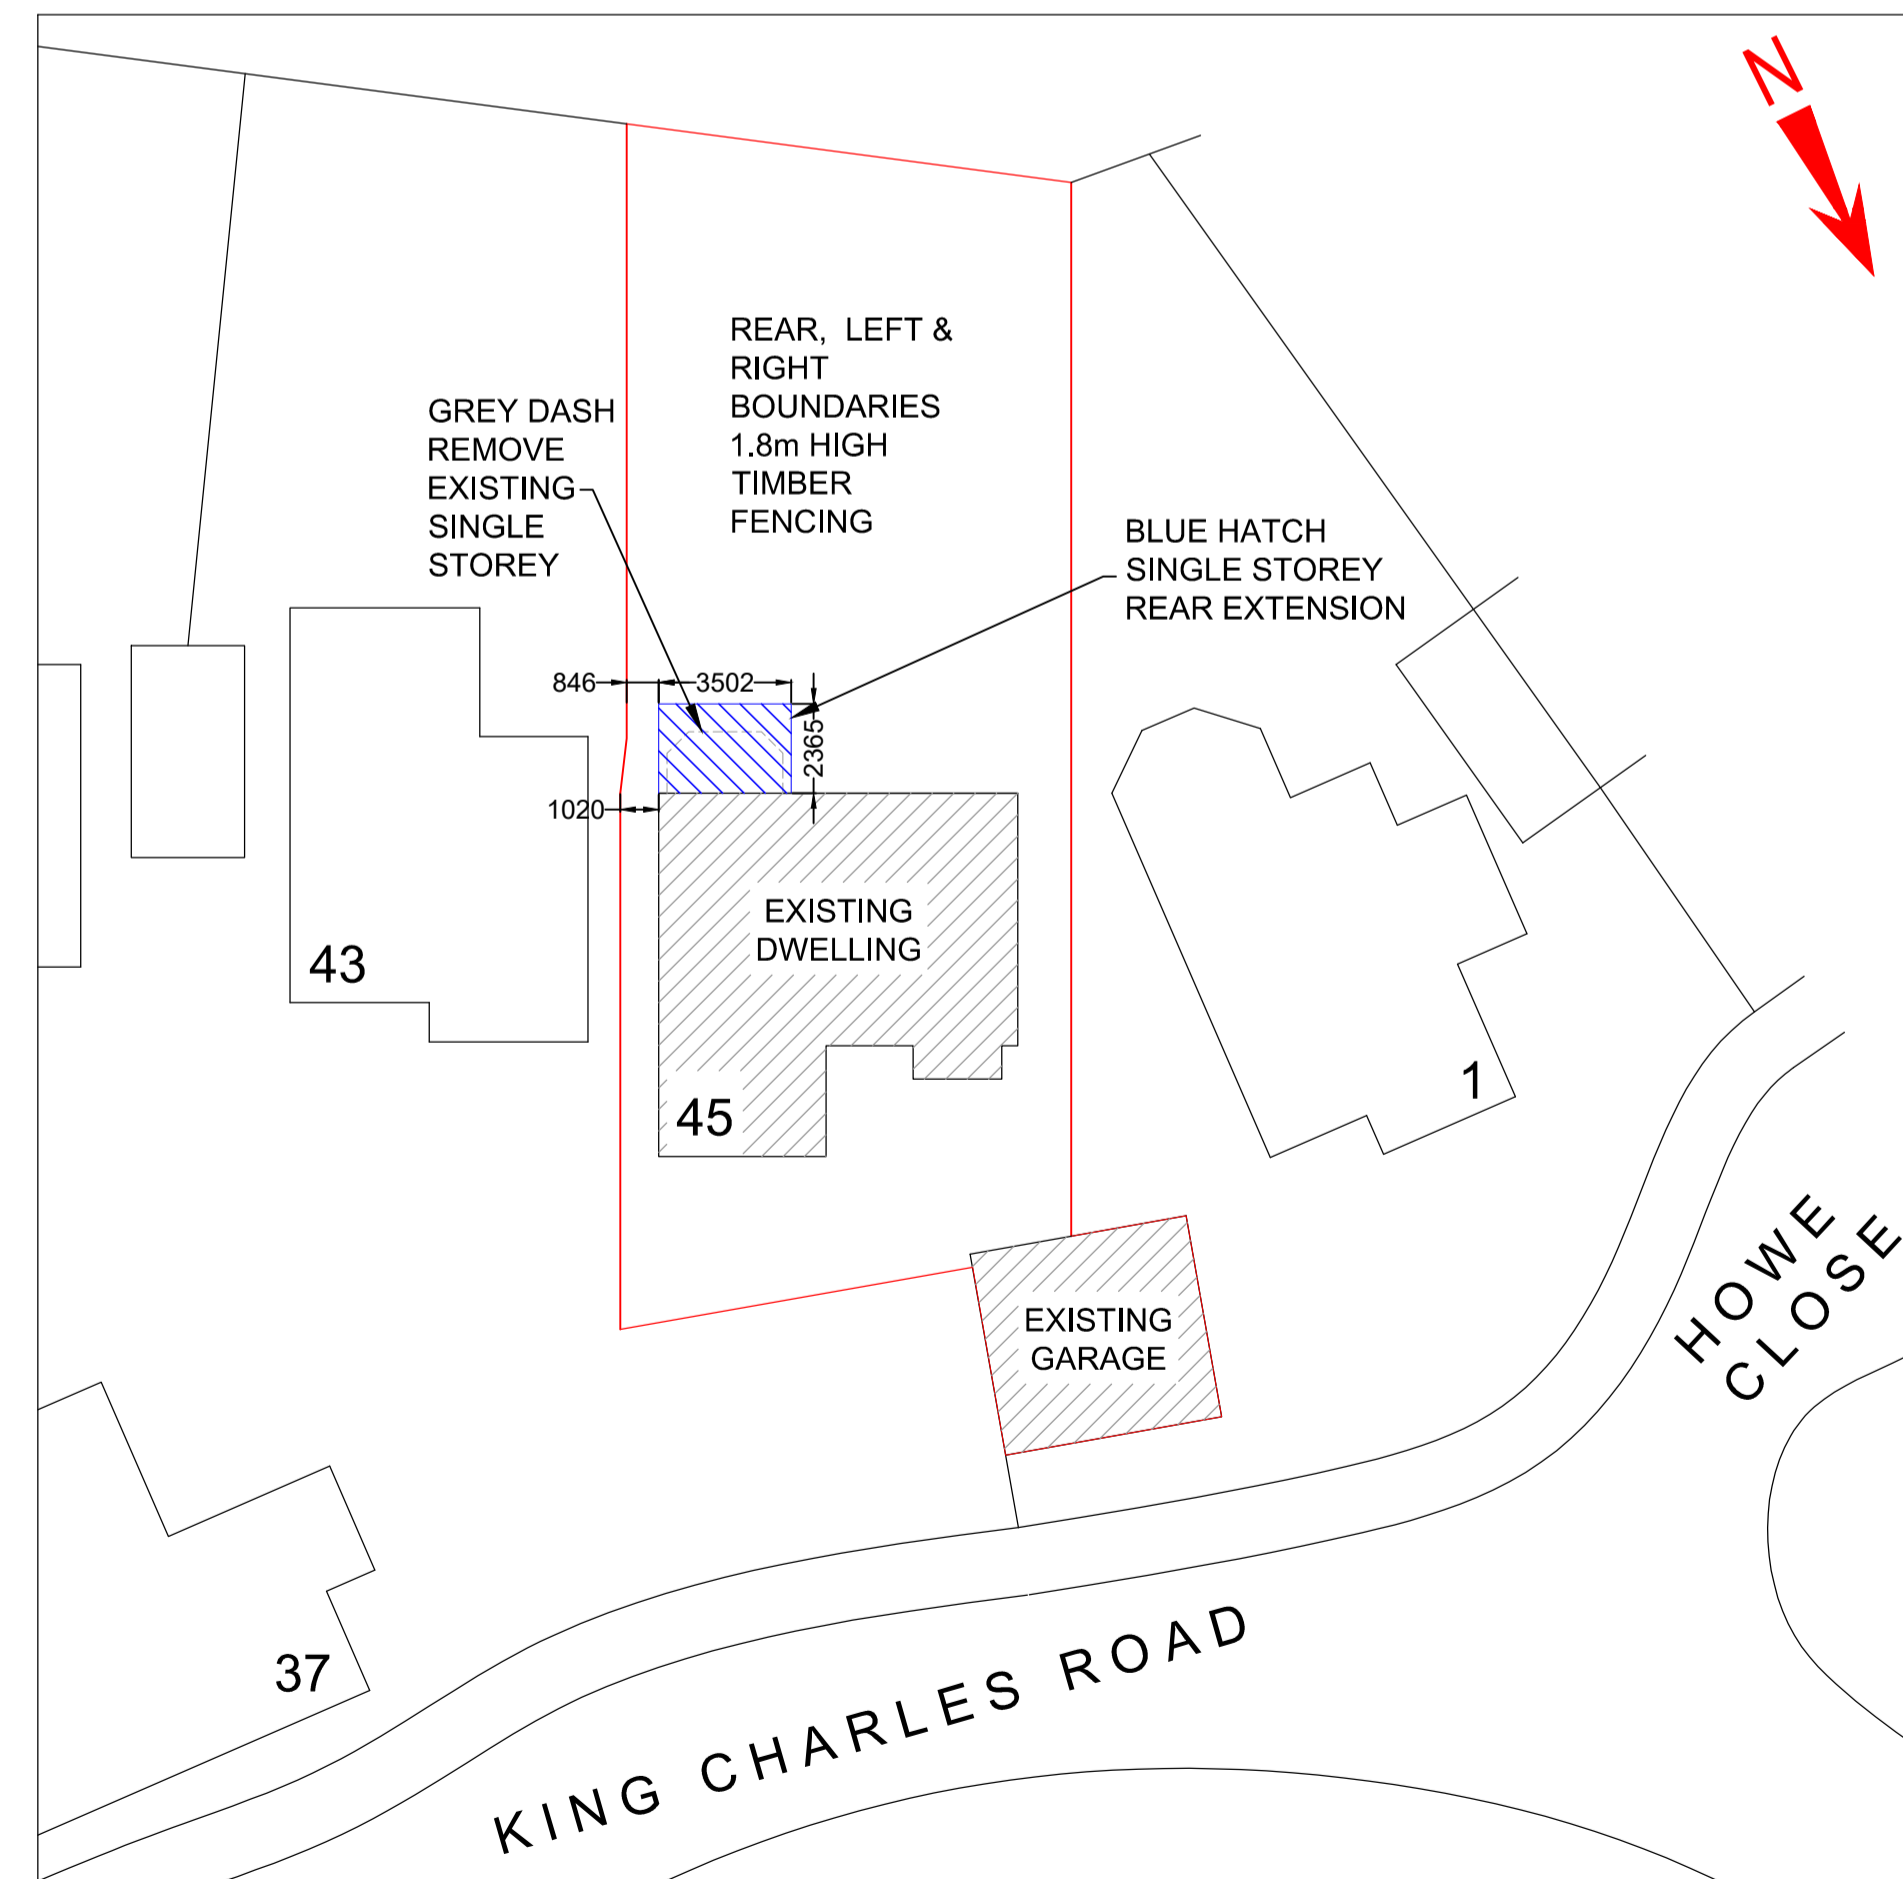 N
REAR, LEFT &
RIGHT
BOUNDARIES
1.8m HIGH
TIMBER
FENCING
GREY DASH
REMOVE
EXISTING
SINGLE
STOREY
BLUE HATCH
SINGLE STOREY
REAR EXTENSION
846
3502
2365
1020
EXISTING
DWELLING
43
45
1
EXISTING
GARAGE
HOWE
CLOSE
37
KING CHARLES ROAD